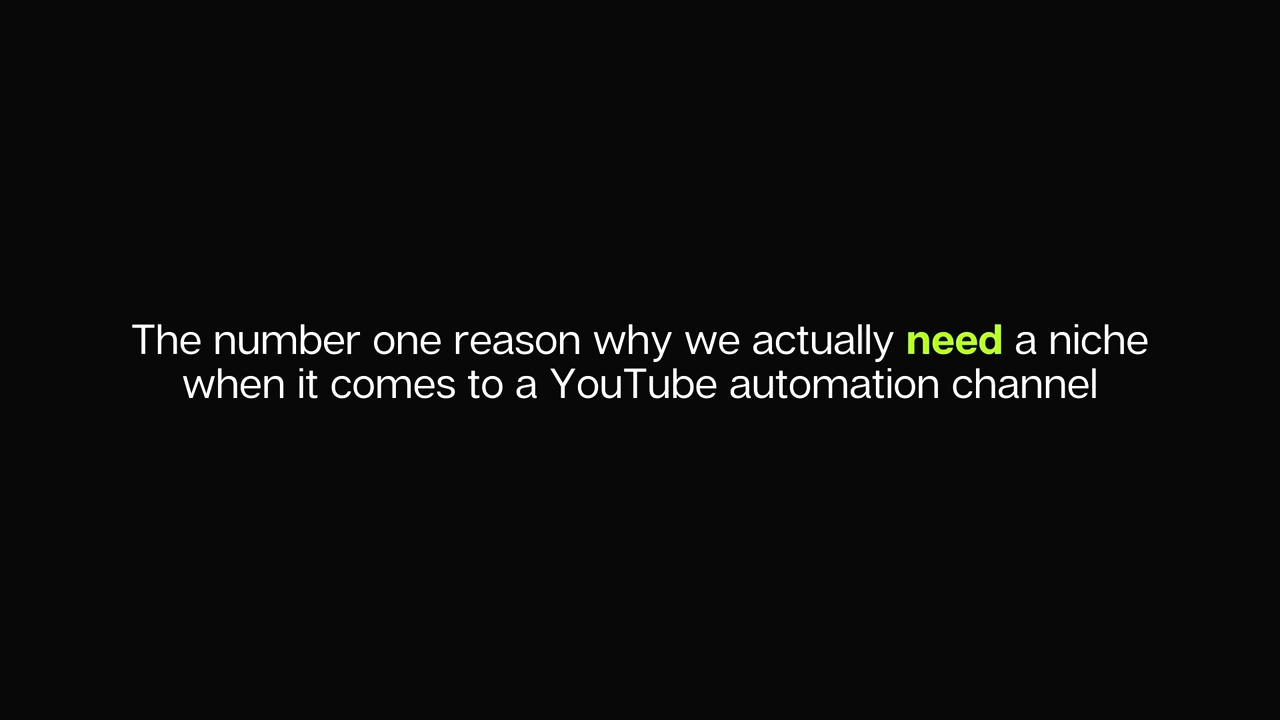 The number one reason why we actually need a niche
when it comes to a YouTube automation channel